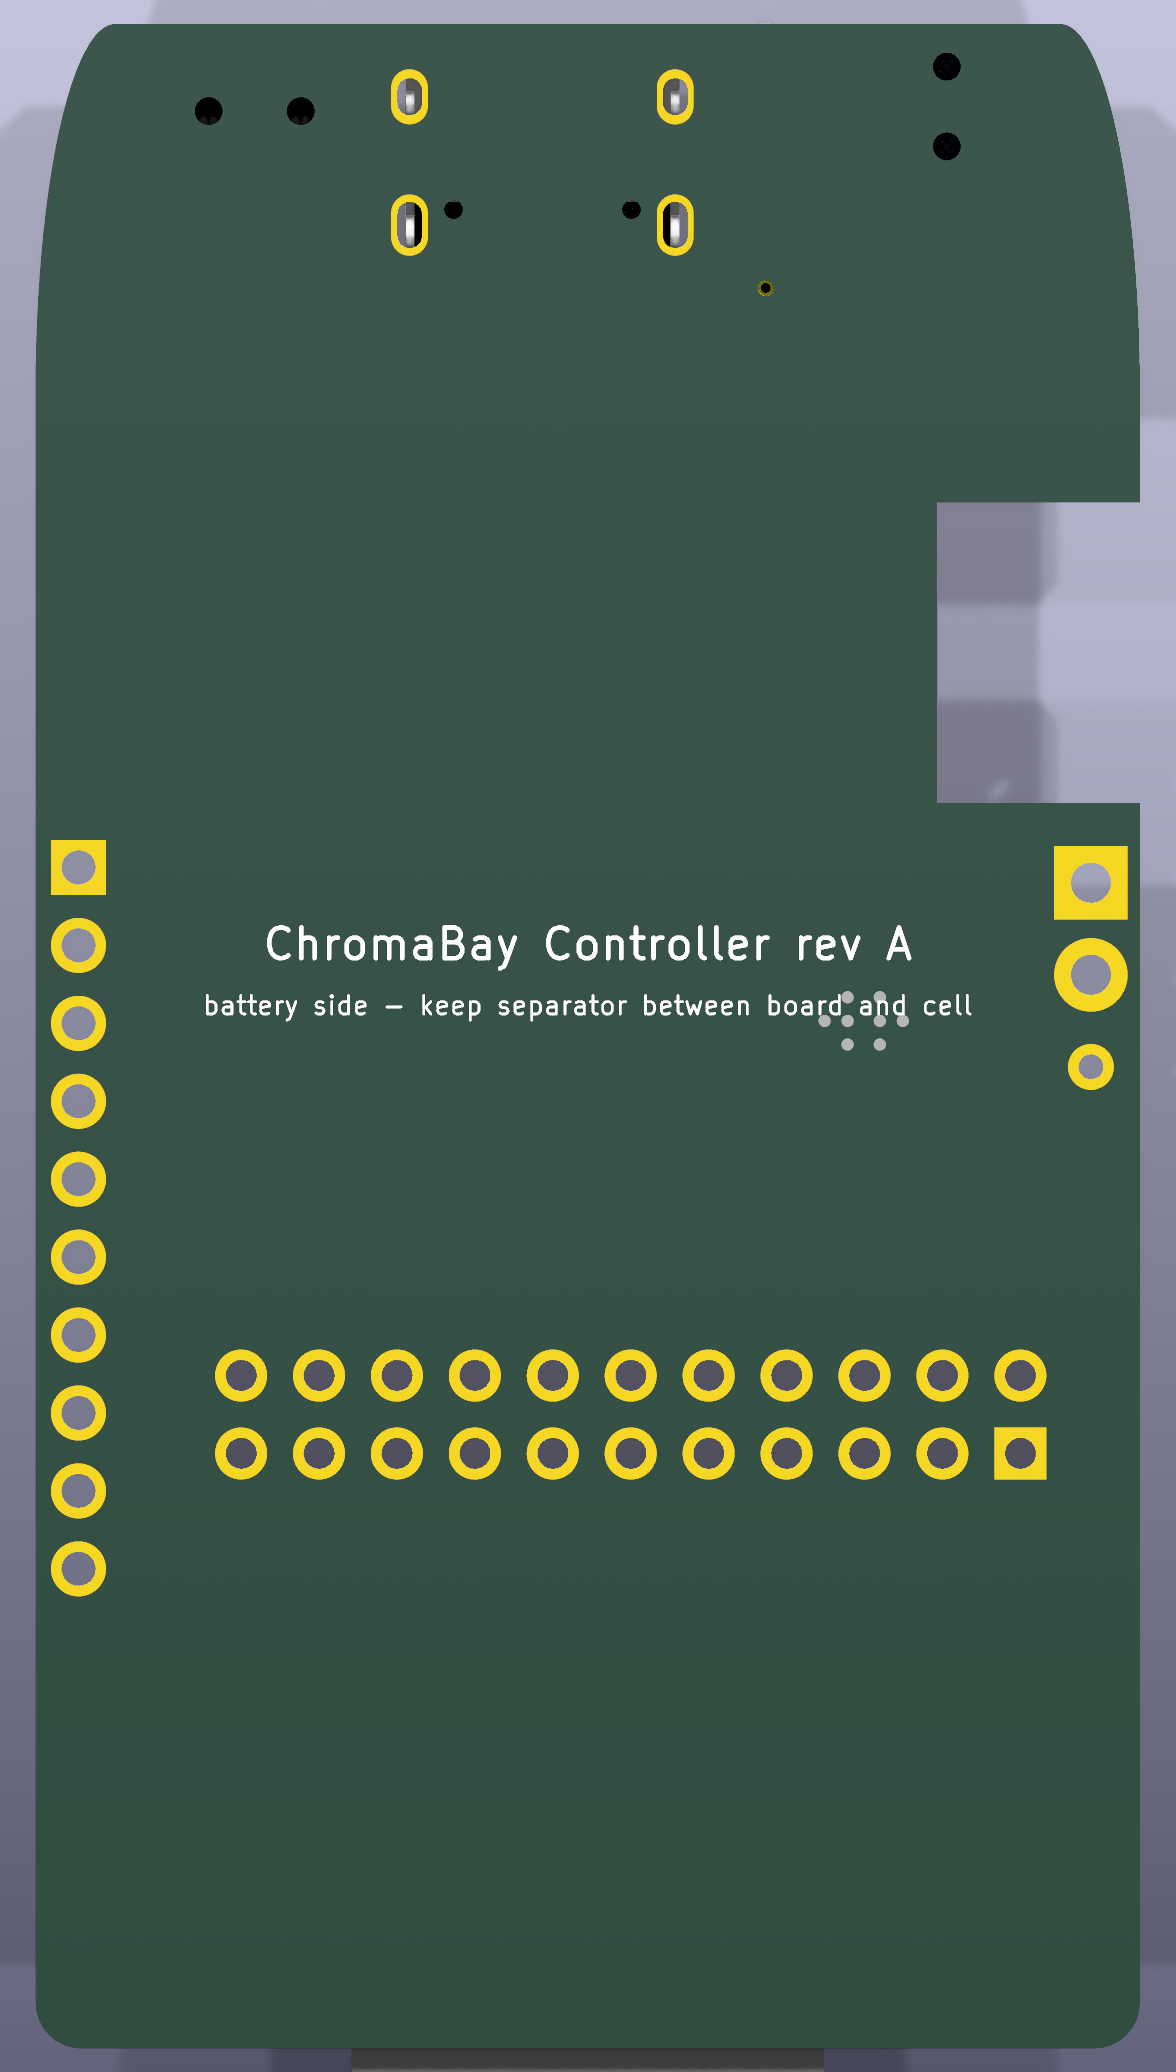 ChromaBay Controller rev A
battery side – keep separator between board and cell